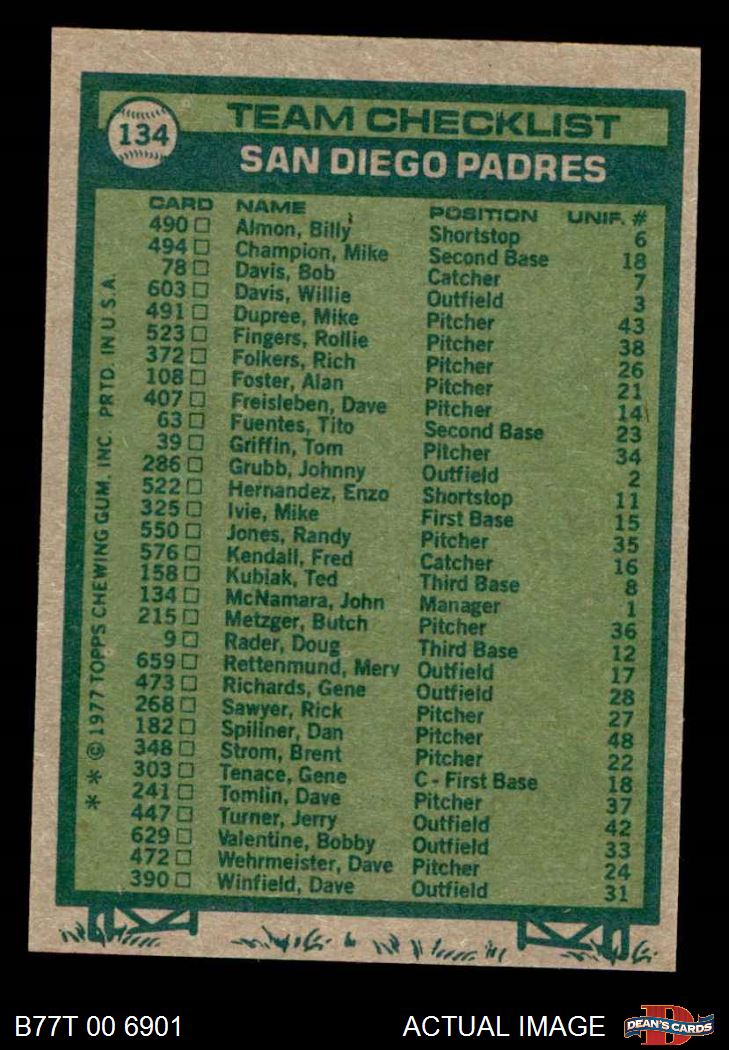 134
TEAM CHECKLIST
SAN DIEGO PADRES
CARD NAME POSITION UNIF. #
490 Almon, Billy Shortstop 6
494 Champion, Mike Second Base 18
78 Davis, Bob Catcher 7
603 Davis, Willie Outfield 3
491 Dupree, Mike Pitcher 43
523 Fingers, Rollie Pitcher 38
372 Folkers, Rich Pitcher 26
108 Foster, Alan Pitcher 21
407 Freisleben, Dave Pitcher 14
63 Fuentes, Tito Second Base 23
39 Griffin, Tom Pitcher 34
286 Grubb, Johnny Outfield 2
522 Hernandez, Enzo Shortstop 11
325 Ivie, Mike First Base 15
550 Jones, Randy Pitcher 35
576 Kendall, Fred Catcher 16
158 Kubiak, Ted Third Base 8
134 McNamara, John Manager 1
215 Metzger, Butch Pitcher 36
9 Rader, Doug Third Base 12
659 Rettenmund, Merv Outfield 17
473 Richards, Gene Outfield 28
268 Sawyer, Rick Pitcher 27
182 Spillner, Dan Pitcher 48
348 Strom, Brent Pitcher 22
303 Tenace, Gene C - First Base 18
241 Tomlin, Dave Pitcher 37
447 Turner, Jerry Outfield 42
629 Valentine, Bobby Outfield 33
472 Wehrmeister, Dave Pitcher 24
390 Winfield, Dave Outfield 31
* * © 1977 TOPPS CHEWING GUM, INC. PRTD. IN U.S.A.
B77T 00 6901 ACTUAL IMAGE DEAN'S CARDS